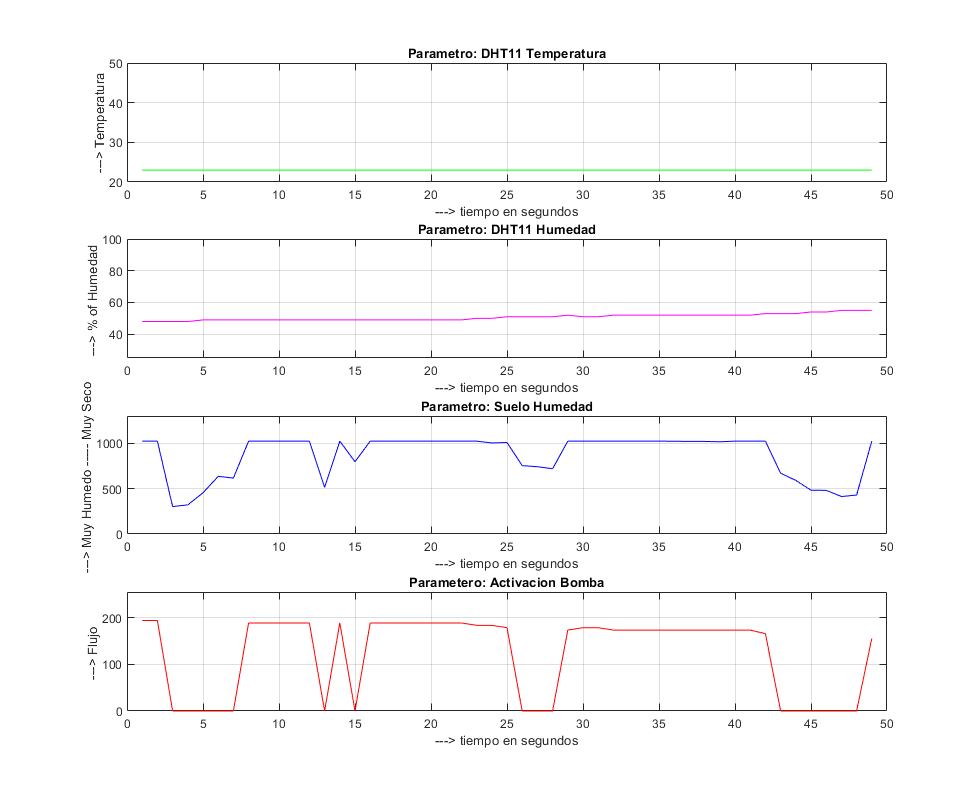 Parametro: DHT11 Temperatura
---> Temperatura
50
40
30
20
0 5 10 15 20 25 30 35 40 45 50
---> tiempo en segundos
Parametro: DHT11 Humedad
---> % of Humedad
100
80
60
40
0 5 10 15 20 25 30 35 40 45 50
---> tiempo en segundos
Parametro: Suelo Humedad
---> Muy Humedo ----- Muy Seco
1000
500
0
0 5 10 15 20 25 30 35 40 45 50
---> tiempo en segundos
Parametero: Activacion Bomba
---> Flujo
200
100
0
0 5 10 15 20 25 30 35 40 45 50
---> tiempo en segundos